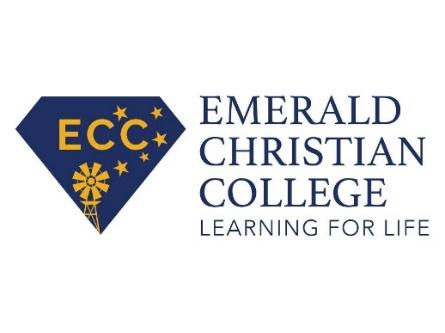 ECC
EMERALD
CHRISTIAN
COLLEGE
LEARNING FOR LIFE